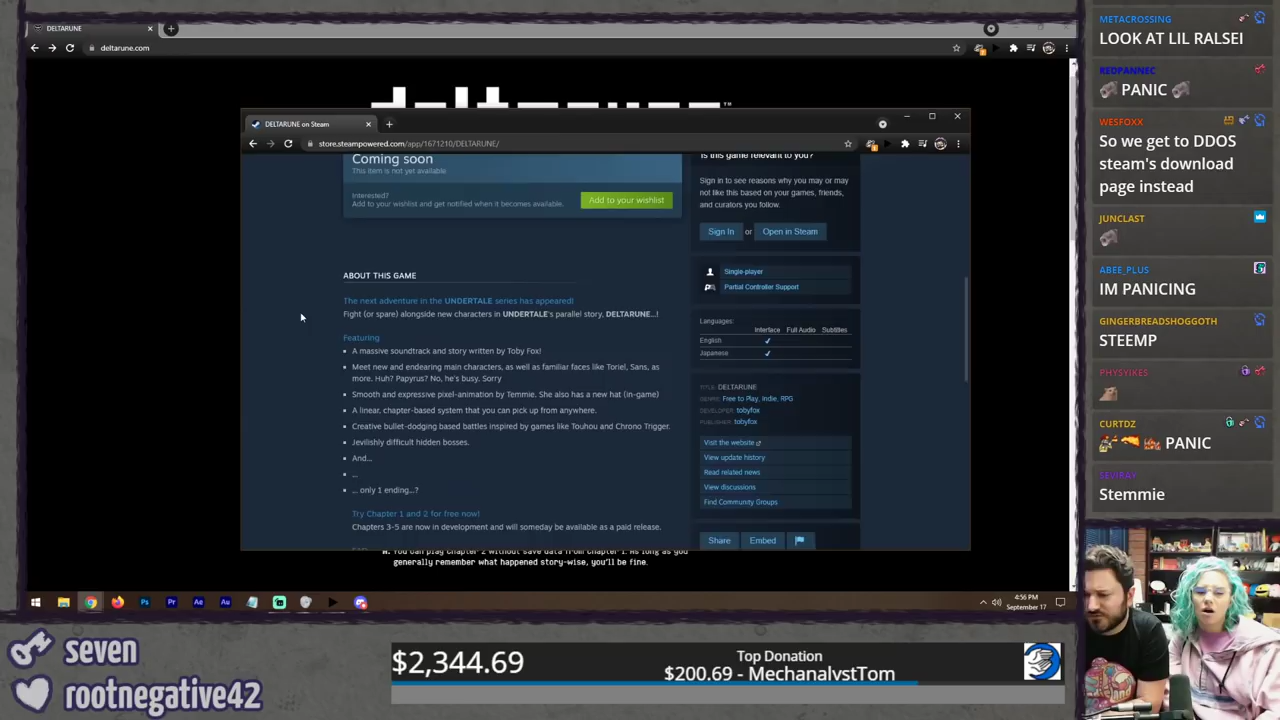 DELTARUNE
deltarune.com
deltarune™
DELTARUNE on Steam
store.steampowered.com/app/1671210/DELTARUNE/
Coming soon
This item is not yet available
Interested?
Add to your wishlist and get notified when it becomes available.
Add to your wishlist
ABOUT THIS GAME
The next adventure in the UNDERTALE series has appeared!
Fight (or spare) alongside new characters in UNDERTALE's parallel story, DELTARUNE...!
Featuring
A massive soundtrack and story written by Toby Fox!
Meet new and endearing main characters, as well as familiar faces like Toriel, Sans, as
more. Huh? Papyrus? No, he's busy. Sorry
Smooth and expressive pixel-animation by Temmie. She also has a new hat (in-game)
A linear, chapter-based system that you can pick up from anywhere.
Creative bullet-dodging based battles inspired by games like Touhou and Chrono Trigger.
Jevilishly difficult hidden bosses.
And...
...
... only 1 ending...?
Try Chapter 1 and 2 for free now!
Chapters 3-5 are now in development and will someday be available as a paid release.
Is this game relevant to you?
Sign in to see reasons why you may or may
not like this based on your games, friends,
and curators you follow.
Sign In or Open in Steam
Single-player
Partial Controller Support
Languages:
Interface Full Audio Subtitles
English ✔
Japanese ✔
TITLE: DELTARUNE
GENRE: Free to Play, Indie, RPG
DEVELOPER: tobyfox
PUBLISHER: tobyfox
Visit the website
View update history
Read related news
View discussions
Find Community Groups
Share Embed
A. You can play Chapter 2 without save data from Chapter 1. As long as you
generally remember what happened story-wise, you'll be fine.
4:56 PM
September 17
METACROSSING
LOOK AT LIL RALSEI
REDPANNEC
PANIC
WESFOXX
So we get to DDOS
steam's download
page instead
JUNCLAST
ABEE_PLUS
IM PANICING
GINGERBREADSHOGGOTH
STEEMP
PHYSYIKES
CURTDZ
PANIC
SEVIRAY
Stemmie
seven
rootnegative42
$2,344.69
Top Donation
$200.69 - MechanalystTom